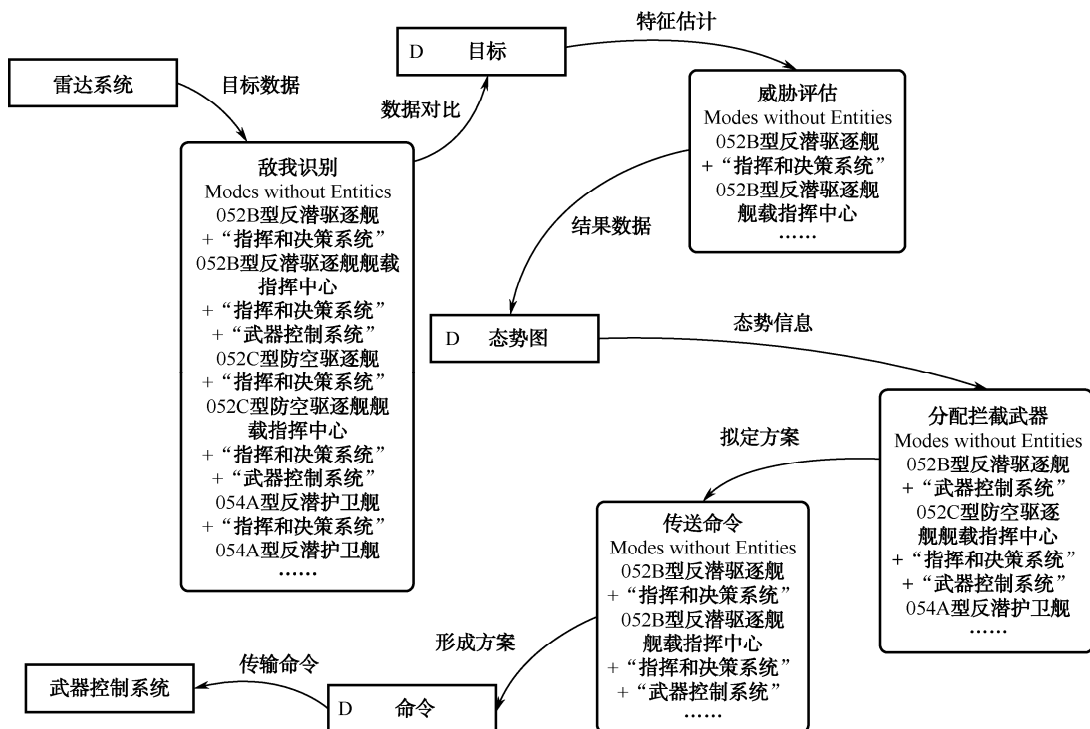 雷达系统
目标数据
敌我识别
Modes without Entitics
052B型反潜驱逐舰
+“指挥和决策系统”
052B型反潜驱逐舰舰载
指挥中心
+“指挥和决策系统”
+“武器控制系统”
052C型防空驱逐舰
+“指挥和决策系统”
052C型防空驱逐舰舰
载指挥中心
+“指挥和决策系统”
+“武器控制系统”
054A型反潜护卫舰
+“指挥和决策系统”
054A型反潜护卫舰
……
数据对比
D 目标
特征估计
威胁评估
Modes without Entities
052B型反潜驱逐舰
+“指挥和决策系统”
052B型反潜驱逐舰
舰载指挥中心
……
结果数据
D 态势图
态势信息
分配拦截武器
Modes without Entities
052B型反潜驱逐舰
+“武器控制系统”
052C型防空驱逐
舰舰载指挥中心
+“指挥和决策系统”
+“武器控制系统”
054A型反潜护卫舰
……
拟定方案
传送命令
Modes without Entities
052B型反潜驱逐舰
+“指挥和决策系统”
052B型反潜驱逐舰
舰载指挥中心
+“指挥和决策系统”
+“武器控制系统”
……
形成方案
D 命令
传输命令
武器控制系统